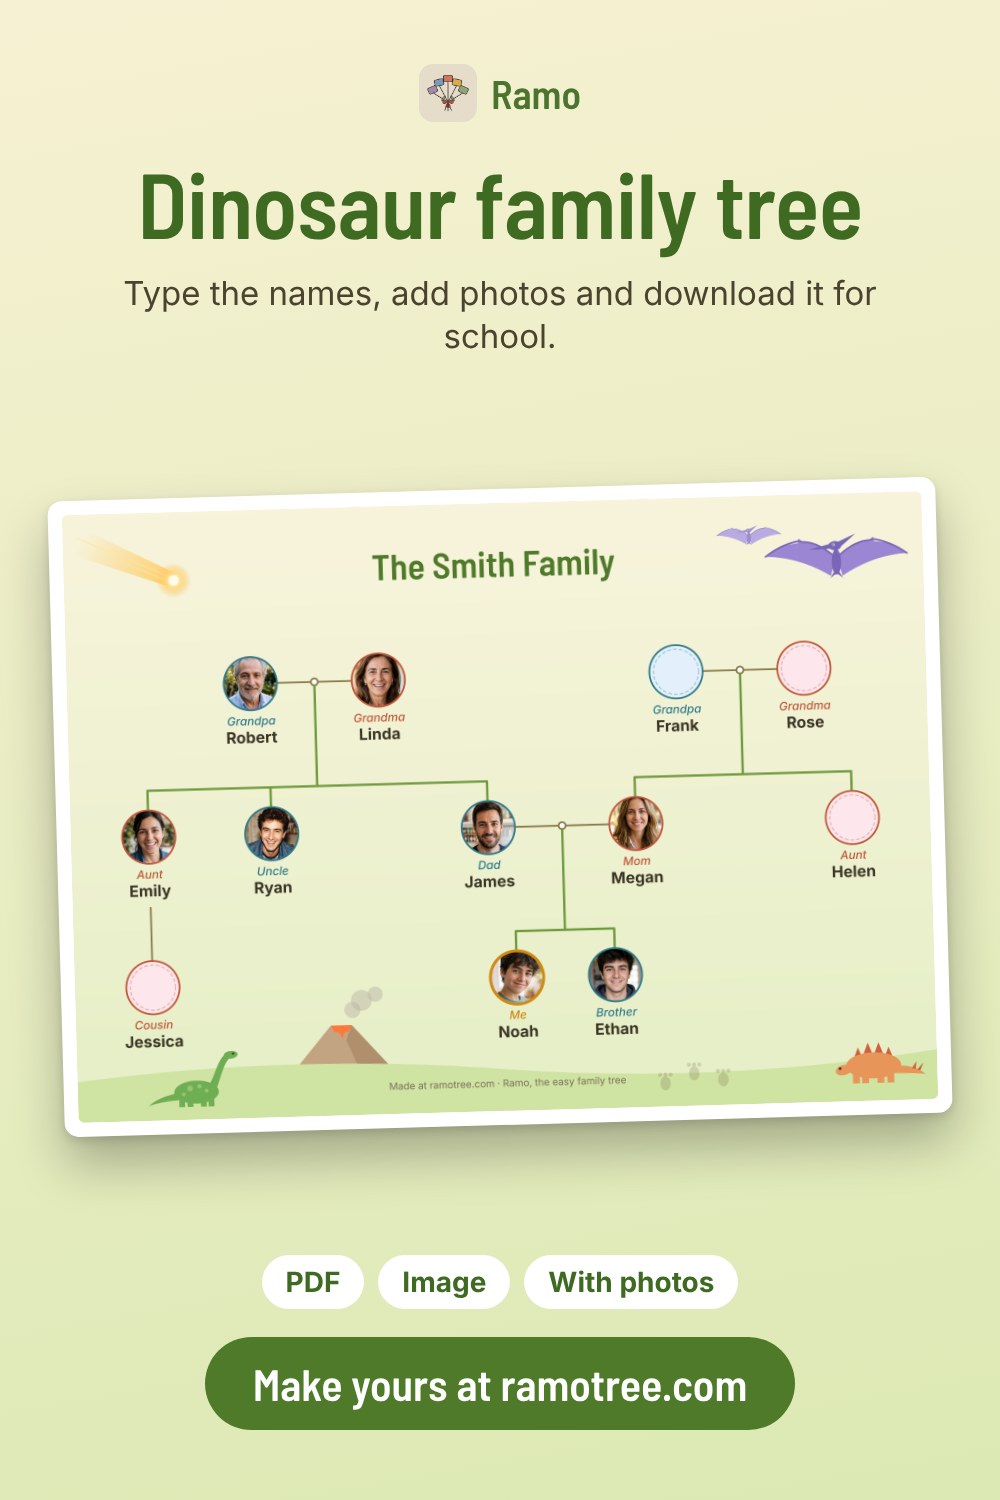 Ramo
Dinosaur family tree
Type the names, add photos and download it for
school.
The Smith Family
Grandpa
Robert
Grandma
Linda
Grandpa
Frank
Grandma
Rose
Aunt
Emily
Uncle
Ryan
Dad
James
Mom
Megan
Aunt
Helen
Cousin
Jessica
Me
Noah
Brother
Ethan
Made at ramotree.com · Ramo, the easy family tree
PDF
Image
With photos
Make yours at ramotree.com